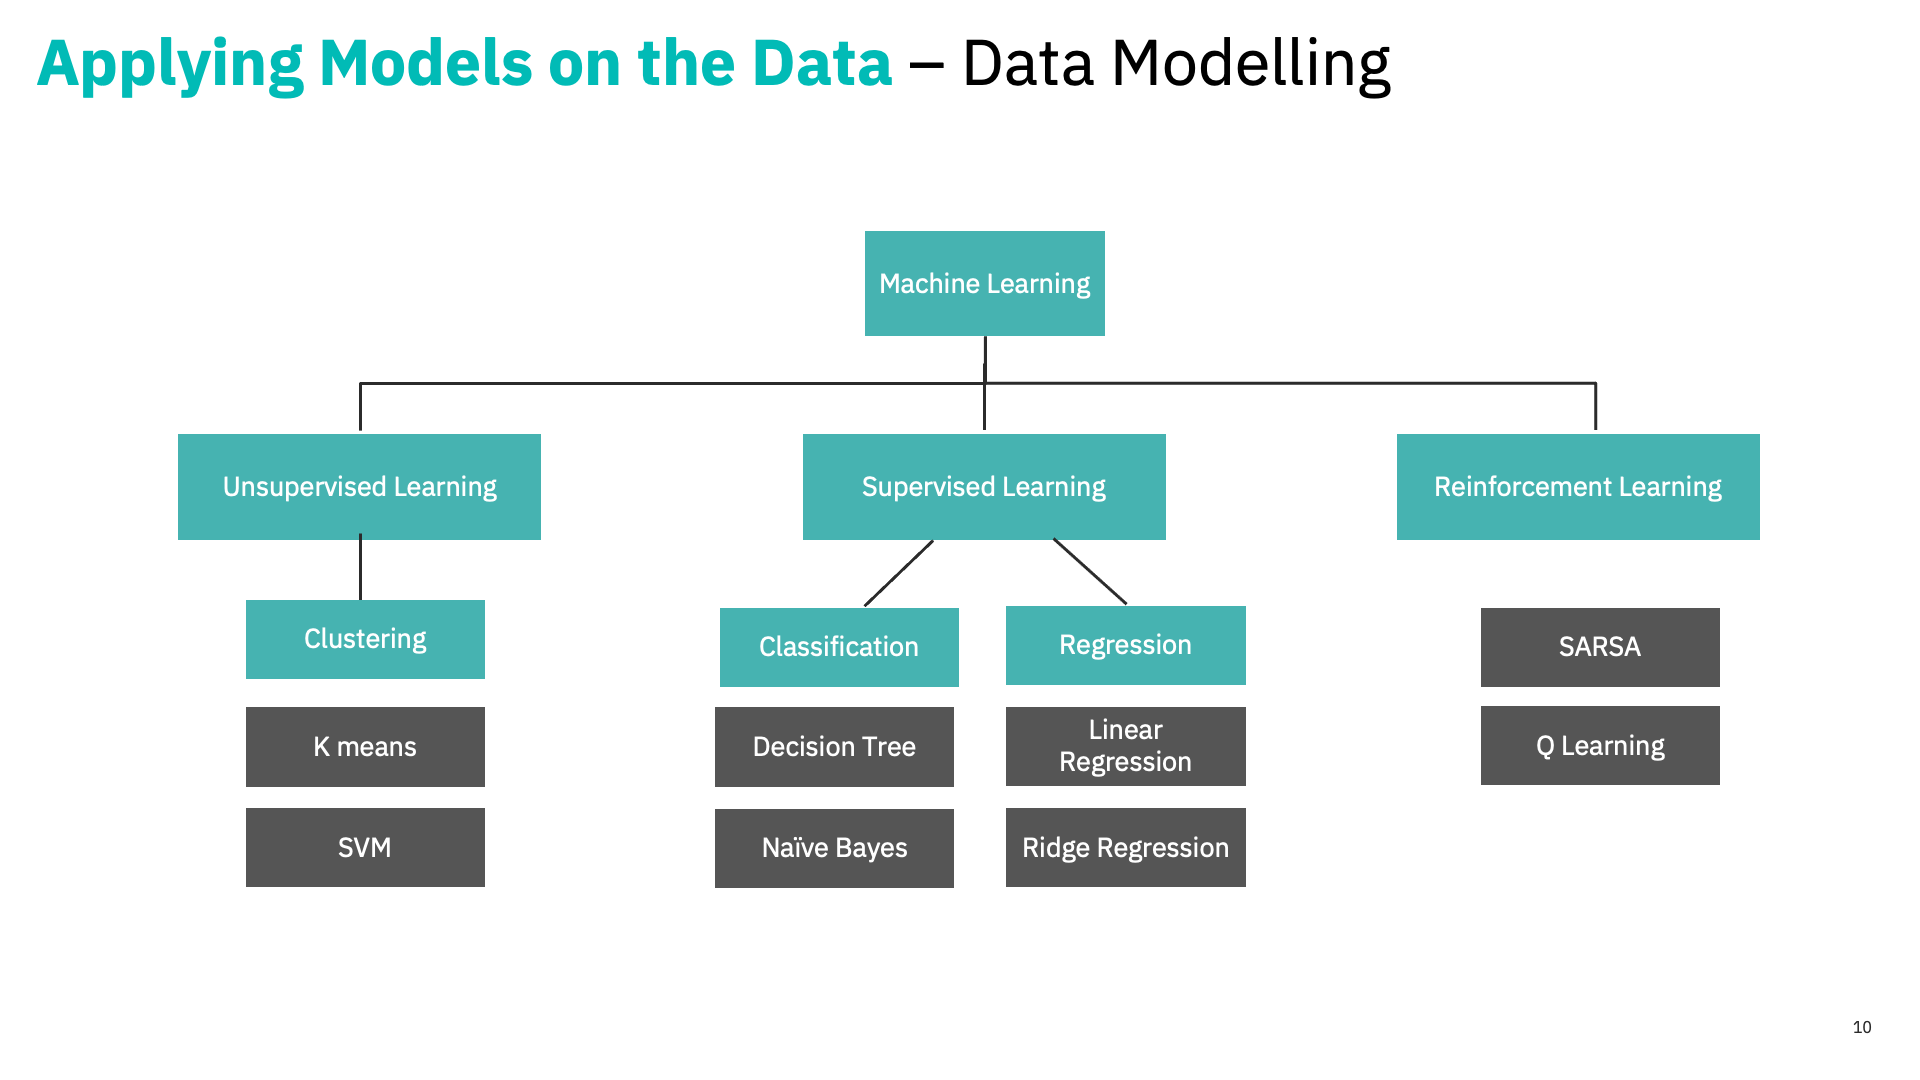 Applying Models on the Data – Data Modelling
Machine Learning
Unsupervised Learning
Supervised Learning
Reinforcement Learning
Clustering
Classification
Regression
SARSA
K means
Decision Tree
Linear
Regression
Q Learning
SVM
Naïve Bayes
Ridge Regression
10